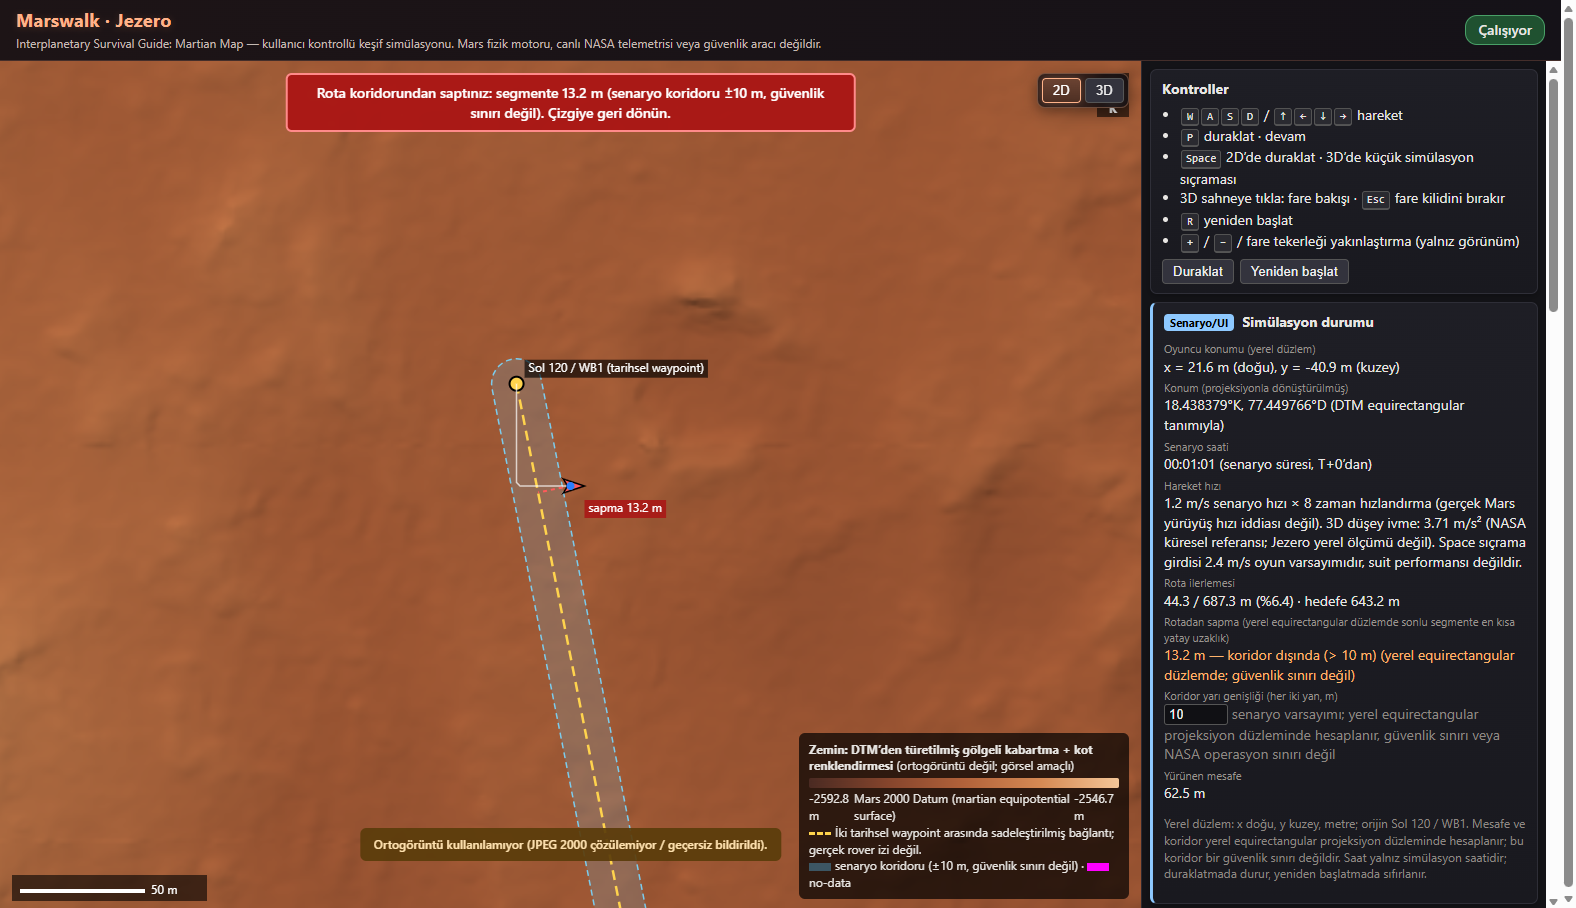 Marswalk · Jezero
Interplanetary Survival Guide: Martian Map — kullanıcı kontrollü keşif simülasyonu. Mars fizik motoru, canlı NASA telemetrisi veya güvenlik aracı değildir.
Çalışıyor
Rota koridorundan saptınız: segmente 13.2 m (senaryo koridoru ±10 m, güvenlik
sınırı değil). Çizgiye geri dönün.
2D 3D
K
Sol 120 / WB1 (tarihsel waypoint)
sapma 13.2 m
Zemin: DTM'den türetilmiş gölgeli kabartma + kot
renklendirmesi (ortogörüntü değil; görsel amaçlı)
-2592.8 Mars 2000 Datum (martian equipotential -2546.7
m surface) m
İki tarihsel waypoint arasında sadeleştirilmiş bağlantı;
gerçek rover izi değil.
senaryo koridoru (±10 m, güvenlik sınırı değil) ·
no-data
Ortogörüntü kullanılamıyor (JPEG 2000 çözülemiyor / geçersiz bildirildi).
50 m
Kontroller
W A S D / ↑ ← ↓ → hareket
P duraklat · devam
Space 2D'de duraklat · 3D'de küçük simülasyon
sıçraması
3D sahneye tıkla: fare bakışı · Esc fare kilidini bırakır
R yeniden başlat
+ / − / fare tekerleği yakınlaştırma (yalnız görünüm)
Duraklat Yeniden başlat
Senaryo/UI Simülasyon durumu
Oyuncu konumu (yerel düzlem)
x = 21.6 m (doğu), y = -40.9 m (kuzey)
Konum (projeksiyonla dönüştürülmüş)
18.438379°K, 77.449766°D (DTM equirectangular
tanımıyla)
Senaryo saati
00:01:01 (senaryo süresi, T+0'dan)
Hareket hızı
1.2 m/s senaryo hızı × 8 zaman hızlandırma (gerçek Mars
yürüyüş hızı iddiası değil). 3D düşey ivme: 3.71 m/s² (NASA
küresel referansı; Jezero yerel ölçümü değil). Space sıçrama
girdisi 2.4 m/s oyun varsayımıdır, suit performansı değildir.
Rota ilerlemesi
44.3 / 687.3 m (%6.4) · hedefe 643.2 m
Rotadan sapma (yerel equirectangular düzlemde sonlu segmente en kısa
yatay uzaklık)
13.2 m — koridor dışında (> 10 m) (yerel equirectangular
düzlemde; güvenlik sınırı değil)
Koridor yarı genişliği (her iki yan, m)
10 senaryo varsayımı; yerel equirectangular
projeksiyon düzleminde hesaplanır, güvenlik sınırı veya
NASA operasyon sınırı değil
Yürünen mesafe
62.5 m
Yerel düzlem: x doğu, y kuzey, metre; orijin Sol 120 / WB1. Mesafe ve
koridor yerel equirectangular projeksiyon düzleminde hesaplanır; bu
koridor bir güvenlik sınırı değildir. Saat yalnız simülasyon saatidir;
duraklatmada durur, yeniden başlatmada sıfırlanır.